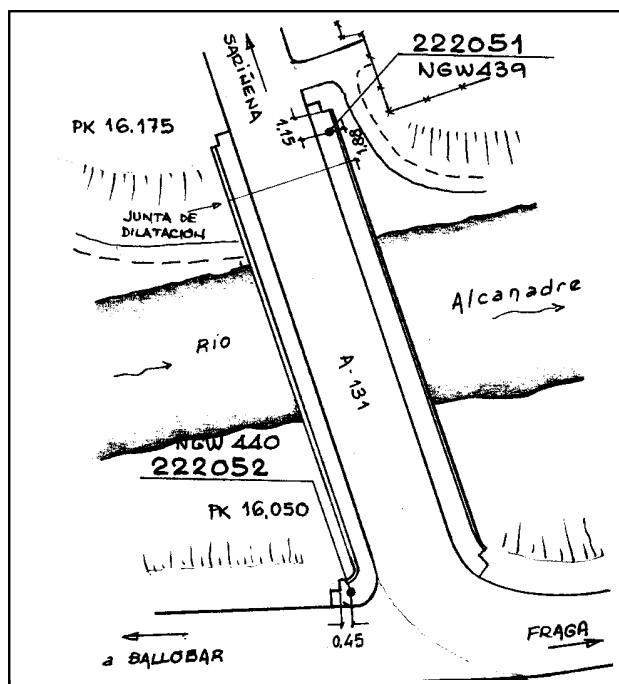 SARIÑENA
222051
NGW439
PK 16.175
1,15
1,88
JUNTA DE
DILATACIÓN
Alcanadre
RIO
A-131
NGW 440
222052
PK 16,050
0,45
FRAGA
a BALLOBAR